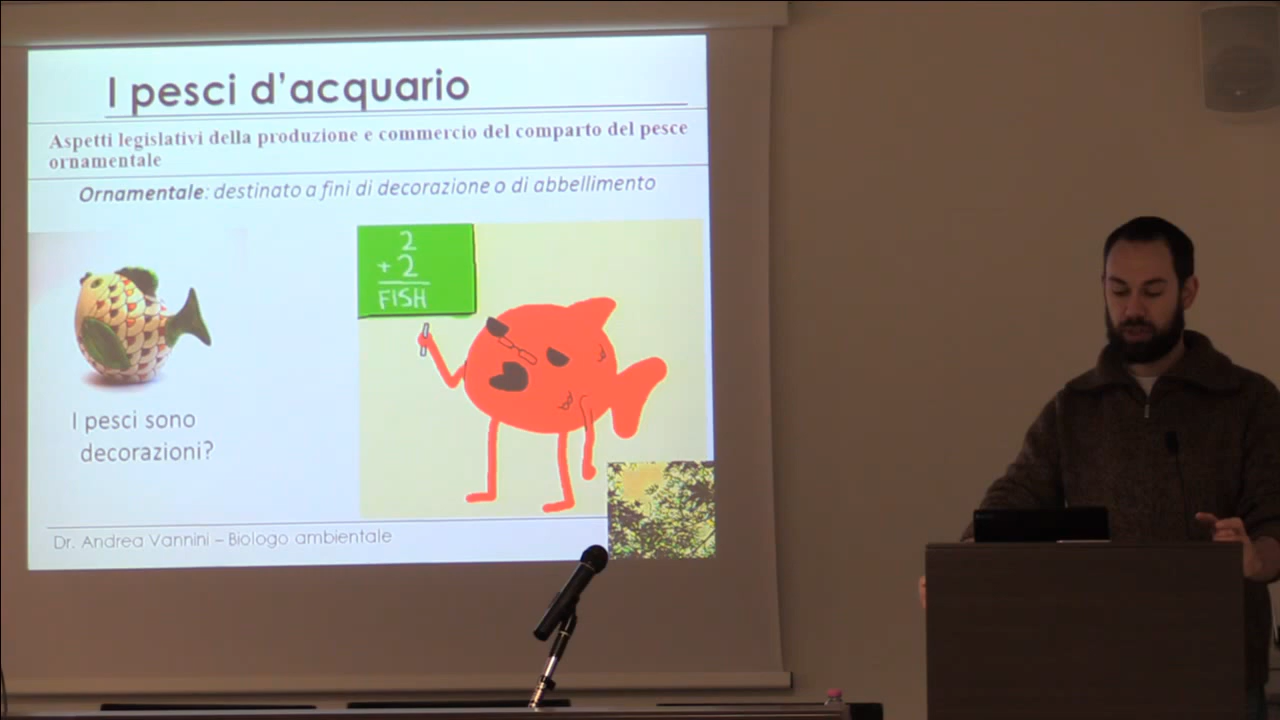 I pesci d'acquario
Aspetti legislativi della produzione e commercio del comparto del pesce
ornamentale
Ornamentale: destinato a fini di decorazione o di abbellimento
2
+ 2
FISH
I pesci sono
decorazioni?
Dr. Andrea Vannini – Biologo ambientale